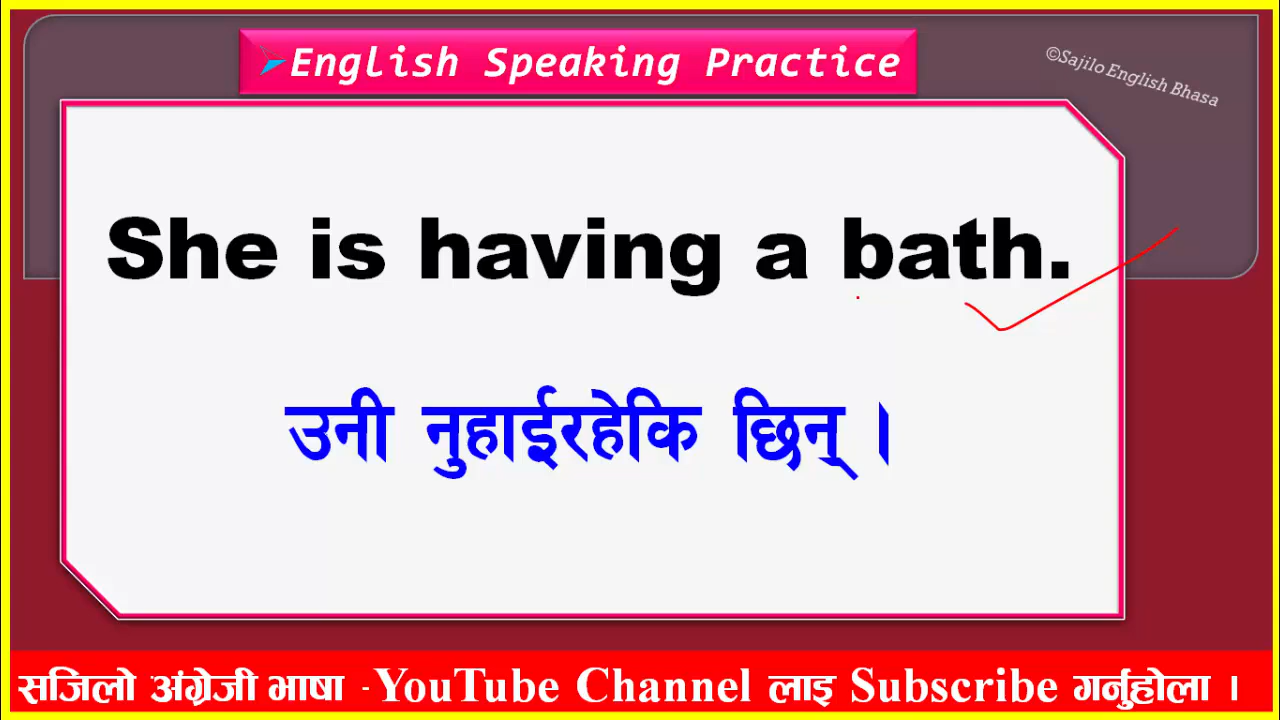 English Speaking Practice
©Sajilo English Bhasa
She is having a bath.
उनी नुहाईरहेकि छिन् ।
सजिलो अंग्रेजी भाषा -YouTube Channel लाइ Subscribe गर्नुहोला ।